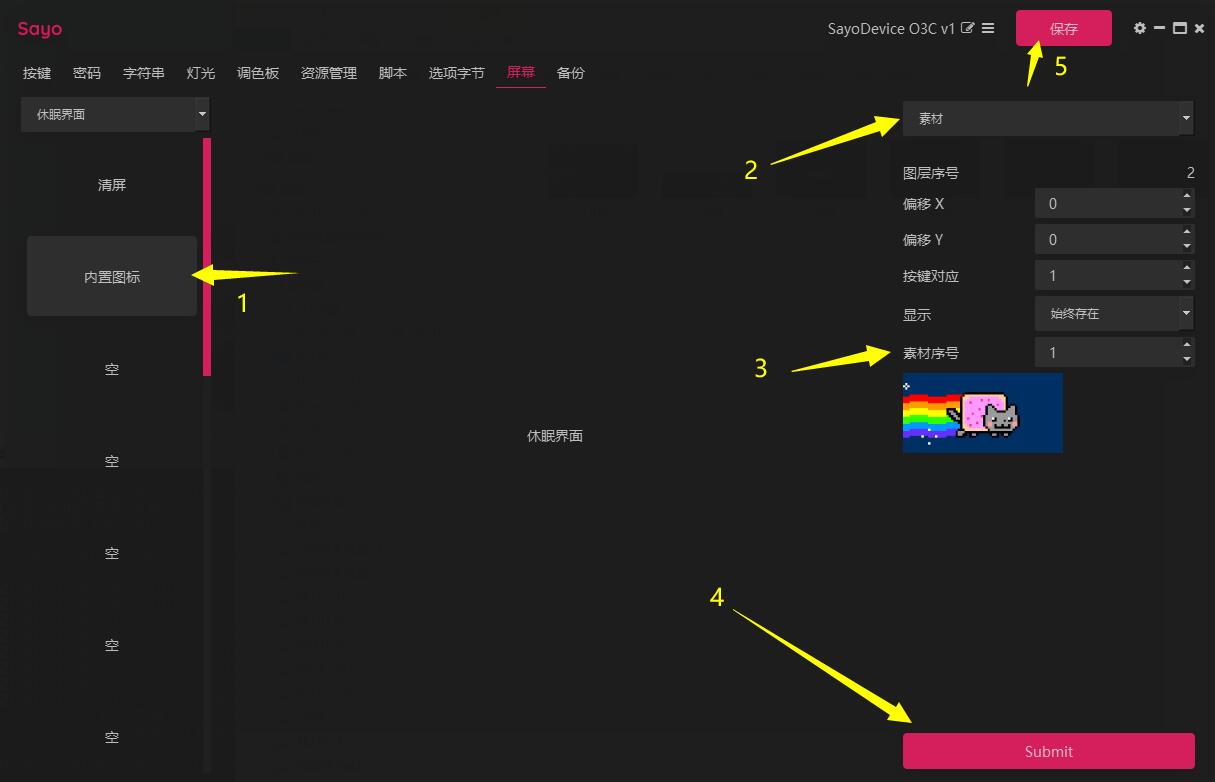 Sayo
SayoDevice O3C v1
保存
5
按键 密码 字符串 灯光 调色板 资源管理 脚本 选项字节 屏幕 备份
休眠界面
清屏
内置图标
1
空
空
空
空
空
休眠界面
2
素材
图层序号 2
偏移 X 0
偏移 Y 0
按键对应 1
显示 始终存在
3
素材序号 1
4
Submit